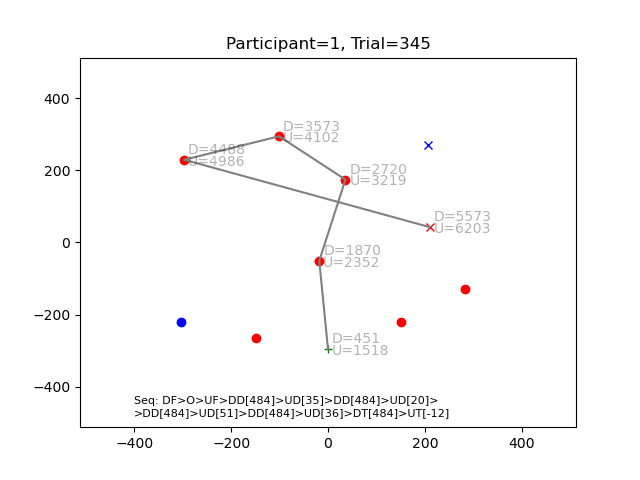 Participant=1, Trial=345
400
200
0
−200
−400
D=3573
U=4102
D=4488
U=4986
D=2720
U=3219
D=5573
U=6203
D=1870
U=2352
D=451
U=1518
Seq: DF>O>UF>DD[484]>UD[35]>DD[484]>UD[20]>
>DD[484]>UD[51]>DD[484]>UD[36]>DT[484]>UT[-12]
−400 −200 0 200 400